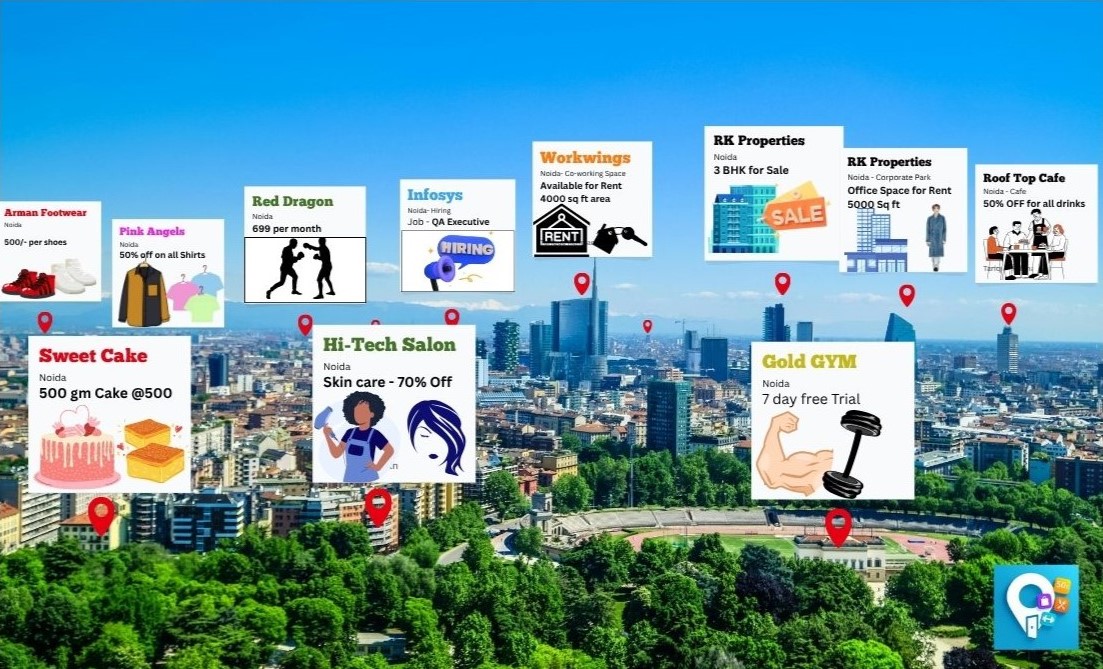 Arman Footwear
Noida
500/- per shoes
Pink Angels
Noida
50% off on all Shirts
Red Dragon
Noida
699 per month
Infosys
Noida- Hiring
Job - QA Executive
HIRING
Workwings
Noida- Co-working Space
Available for Rent
4000 sq ft area
RENT
RK Properties
Noida
3 BHK for Sale
SALE
RK Properties
Noida - Corporate Park
Office Space for Rent
5000 Sq ft
Roof Top Cafe
Noida - Cafe
50% OFF for all drinks
Sweet Cake
Noida
500 gm Cake @500
Hi-Tech Salon
Noida
Skin care - 70% Off
Gold GYM
Noida
7 day free Trial